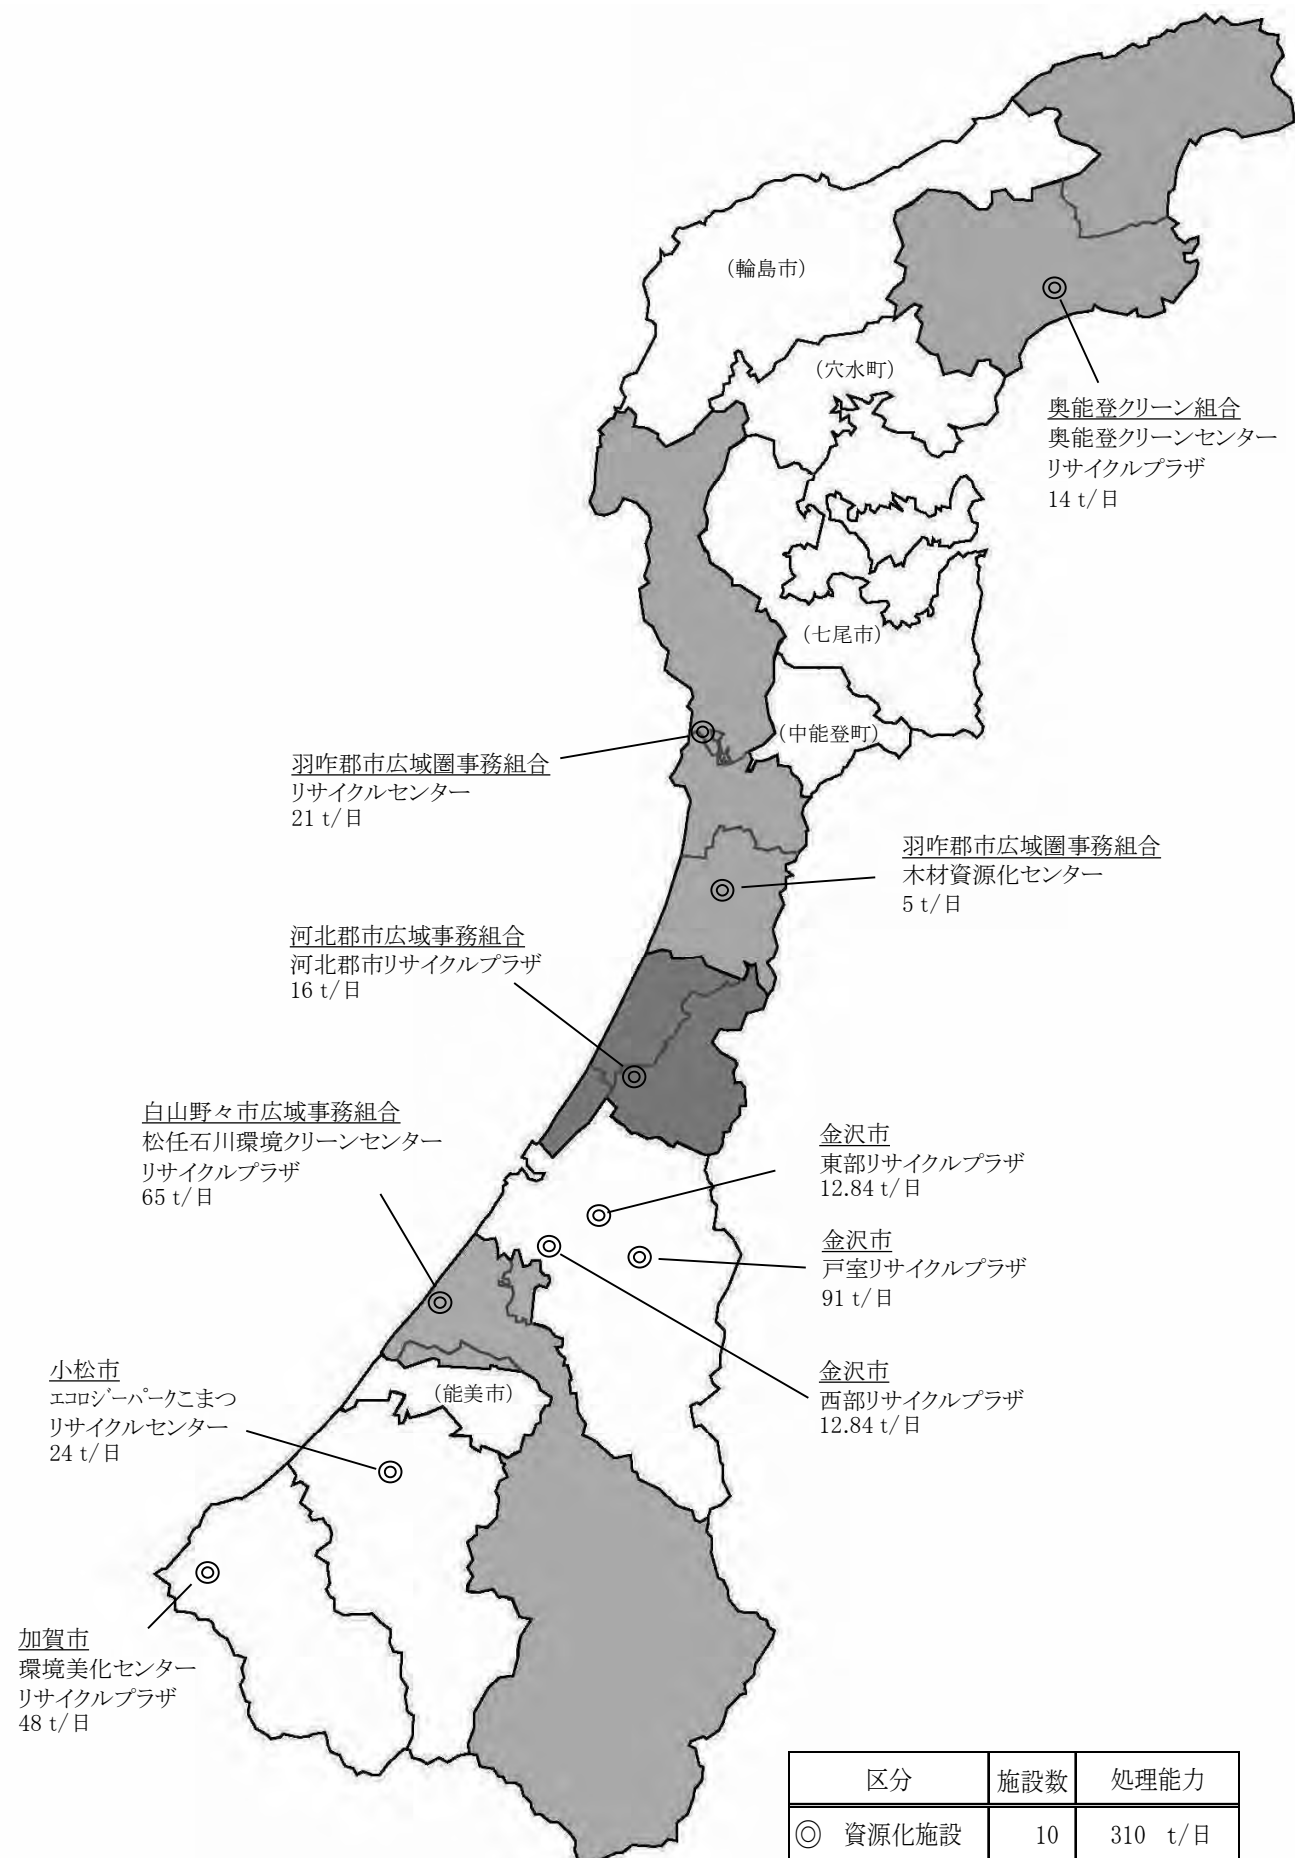 (輪島市)
(穴水町)
奥能登クリーン組合
奥能登クリーンセンター
リサイクルプラザ
14 t/日
(七尾市)
(中能登町)
羽咋郡市広域圏事務組合
リサイクルセンター
21 t/日
羽咋郡市広域圏事務組合
木材資源化センター
5 t/日
河北郡市広域事務組合
河北郡市リサイクルプラザ
16 t/日
白山野々市広域事務組合
松任石川環境クリーンセンター
リサイクルプラザ
65 t/日
金沢市
東部リサイクルプラザ
12.84 t/日
金沢市
戸室リサイクルプラザ
91 t/日
金沢市
西部リサイクルプラザ
12.84 t/日
小松市
エコロジーパークこまつ
リサイクルセンター
24 t/日
(能美市)
加賀市
環境美化センター
リサイクルプラザ
48 t/日
区分 施設数 処理能力
◎ 資源化施設 10 310 t/日